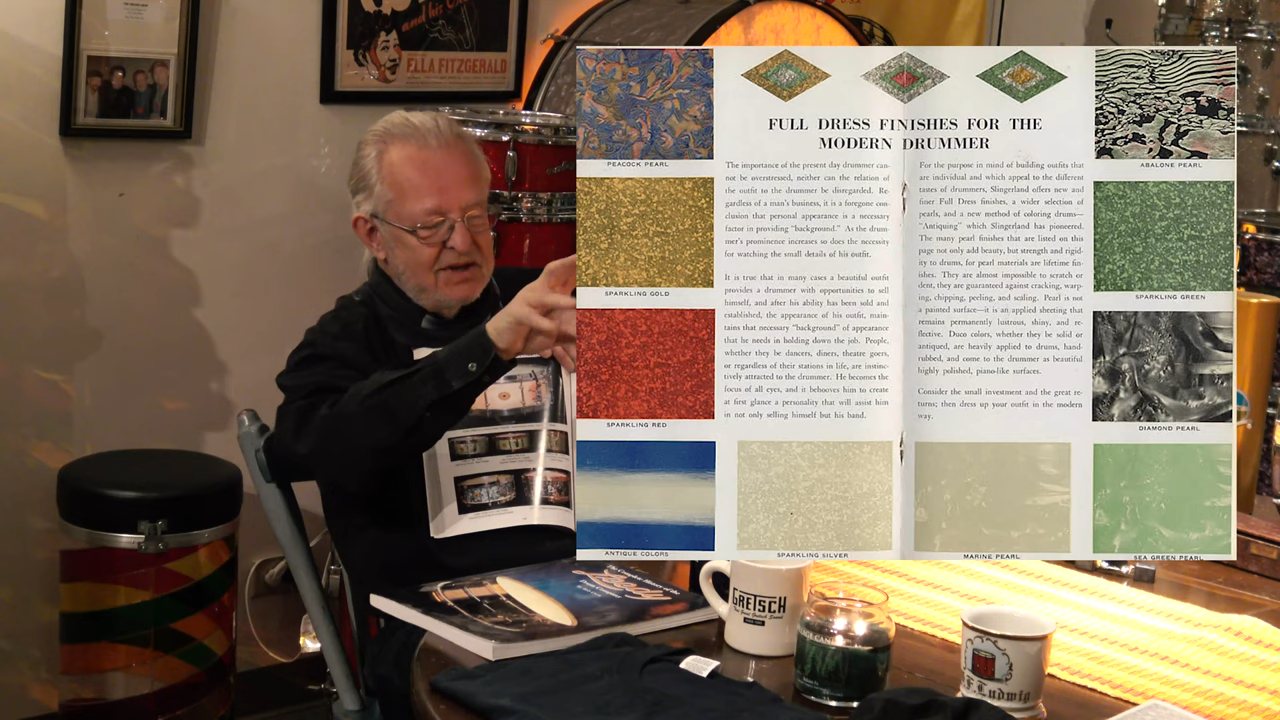 and his
ELLA FITZGERALD
PEACOCK PEARL
SPARKLING GOLD
SPARKLING RED
ANTIQUE COLORS
FULL DRESS FINISHES FOR THE
MODERN DRUMMER
The importance of the present day drummer can-
not be overstressed, neither can the relation of
the outfit to the drummer be disregarded. Re-
gardless of a man's business, it is a foregone con-
clusion that personal appearance is a necessary
factor in providing "background." As the drum-
mer's prominence increases so does the necessity
for watching the small details of his outfit.
It is true that in many cases a beautiful outfit
provides a drummer with opportunities to sell
himself, and after his ability has been sold and
established, the appearance of his outfit, main-
tains that necessary "background" of appearance
that he needs in holding down the job. People,
whether they be dancers, diners, theatre goers,
or regardless of their stations in life, are instinc-
tively attracted to the drummer. He becomes the
focus of all eyes, and it behooves him to create
at first glance a personality that will assist him
in not only selling himself but his band.
For the purpose in mind of building outfits that
are individual and which appeal to the different
tastes of drummers, Slingerland offers new and
finer Full Dress finishes, a wider selection of
pearls, and a new method of coloring drums—
"Antiquing" which Slingerland has pioneered.
The many pearl finishes that are listed on this
page not only add beauty, but strength and rigid-
ity to drums, for pearl materials are lifetime fin-
ishes. They are almost impossible to scratch or
dent, they are guaranteed against cracking, warp-
ing, chipping, peeling, and scaling. Pearl is not
a painted surface—it is an applied sheeting that
remains permanently lustrous, shiny, and re-
flective. Duco colors, whether they be solid or
antiqued, are heavily applied to drums, hand-
rubbed, and come to the drummer as beautiful
highly polished, piano-like surfaces.
Consider the small investment and the great re-
turns; then dress up your outfit in the modern
way.
SPARKLING SILVER
MARINE PEARL
ABALONE PEARL
SPARKLING GREEN
DIAMOND PEARL
SEA GREEN PEARL
Leedy
GRETSCH
F. Ludwig